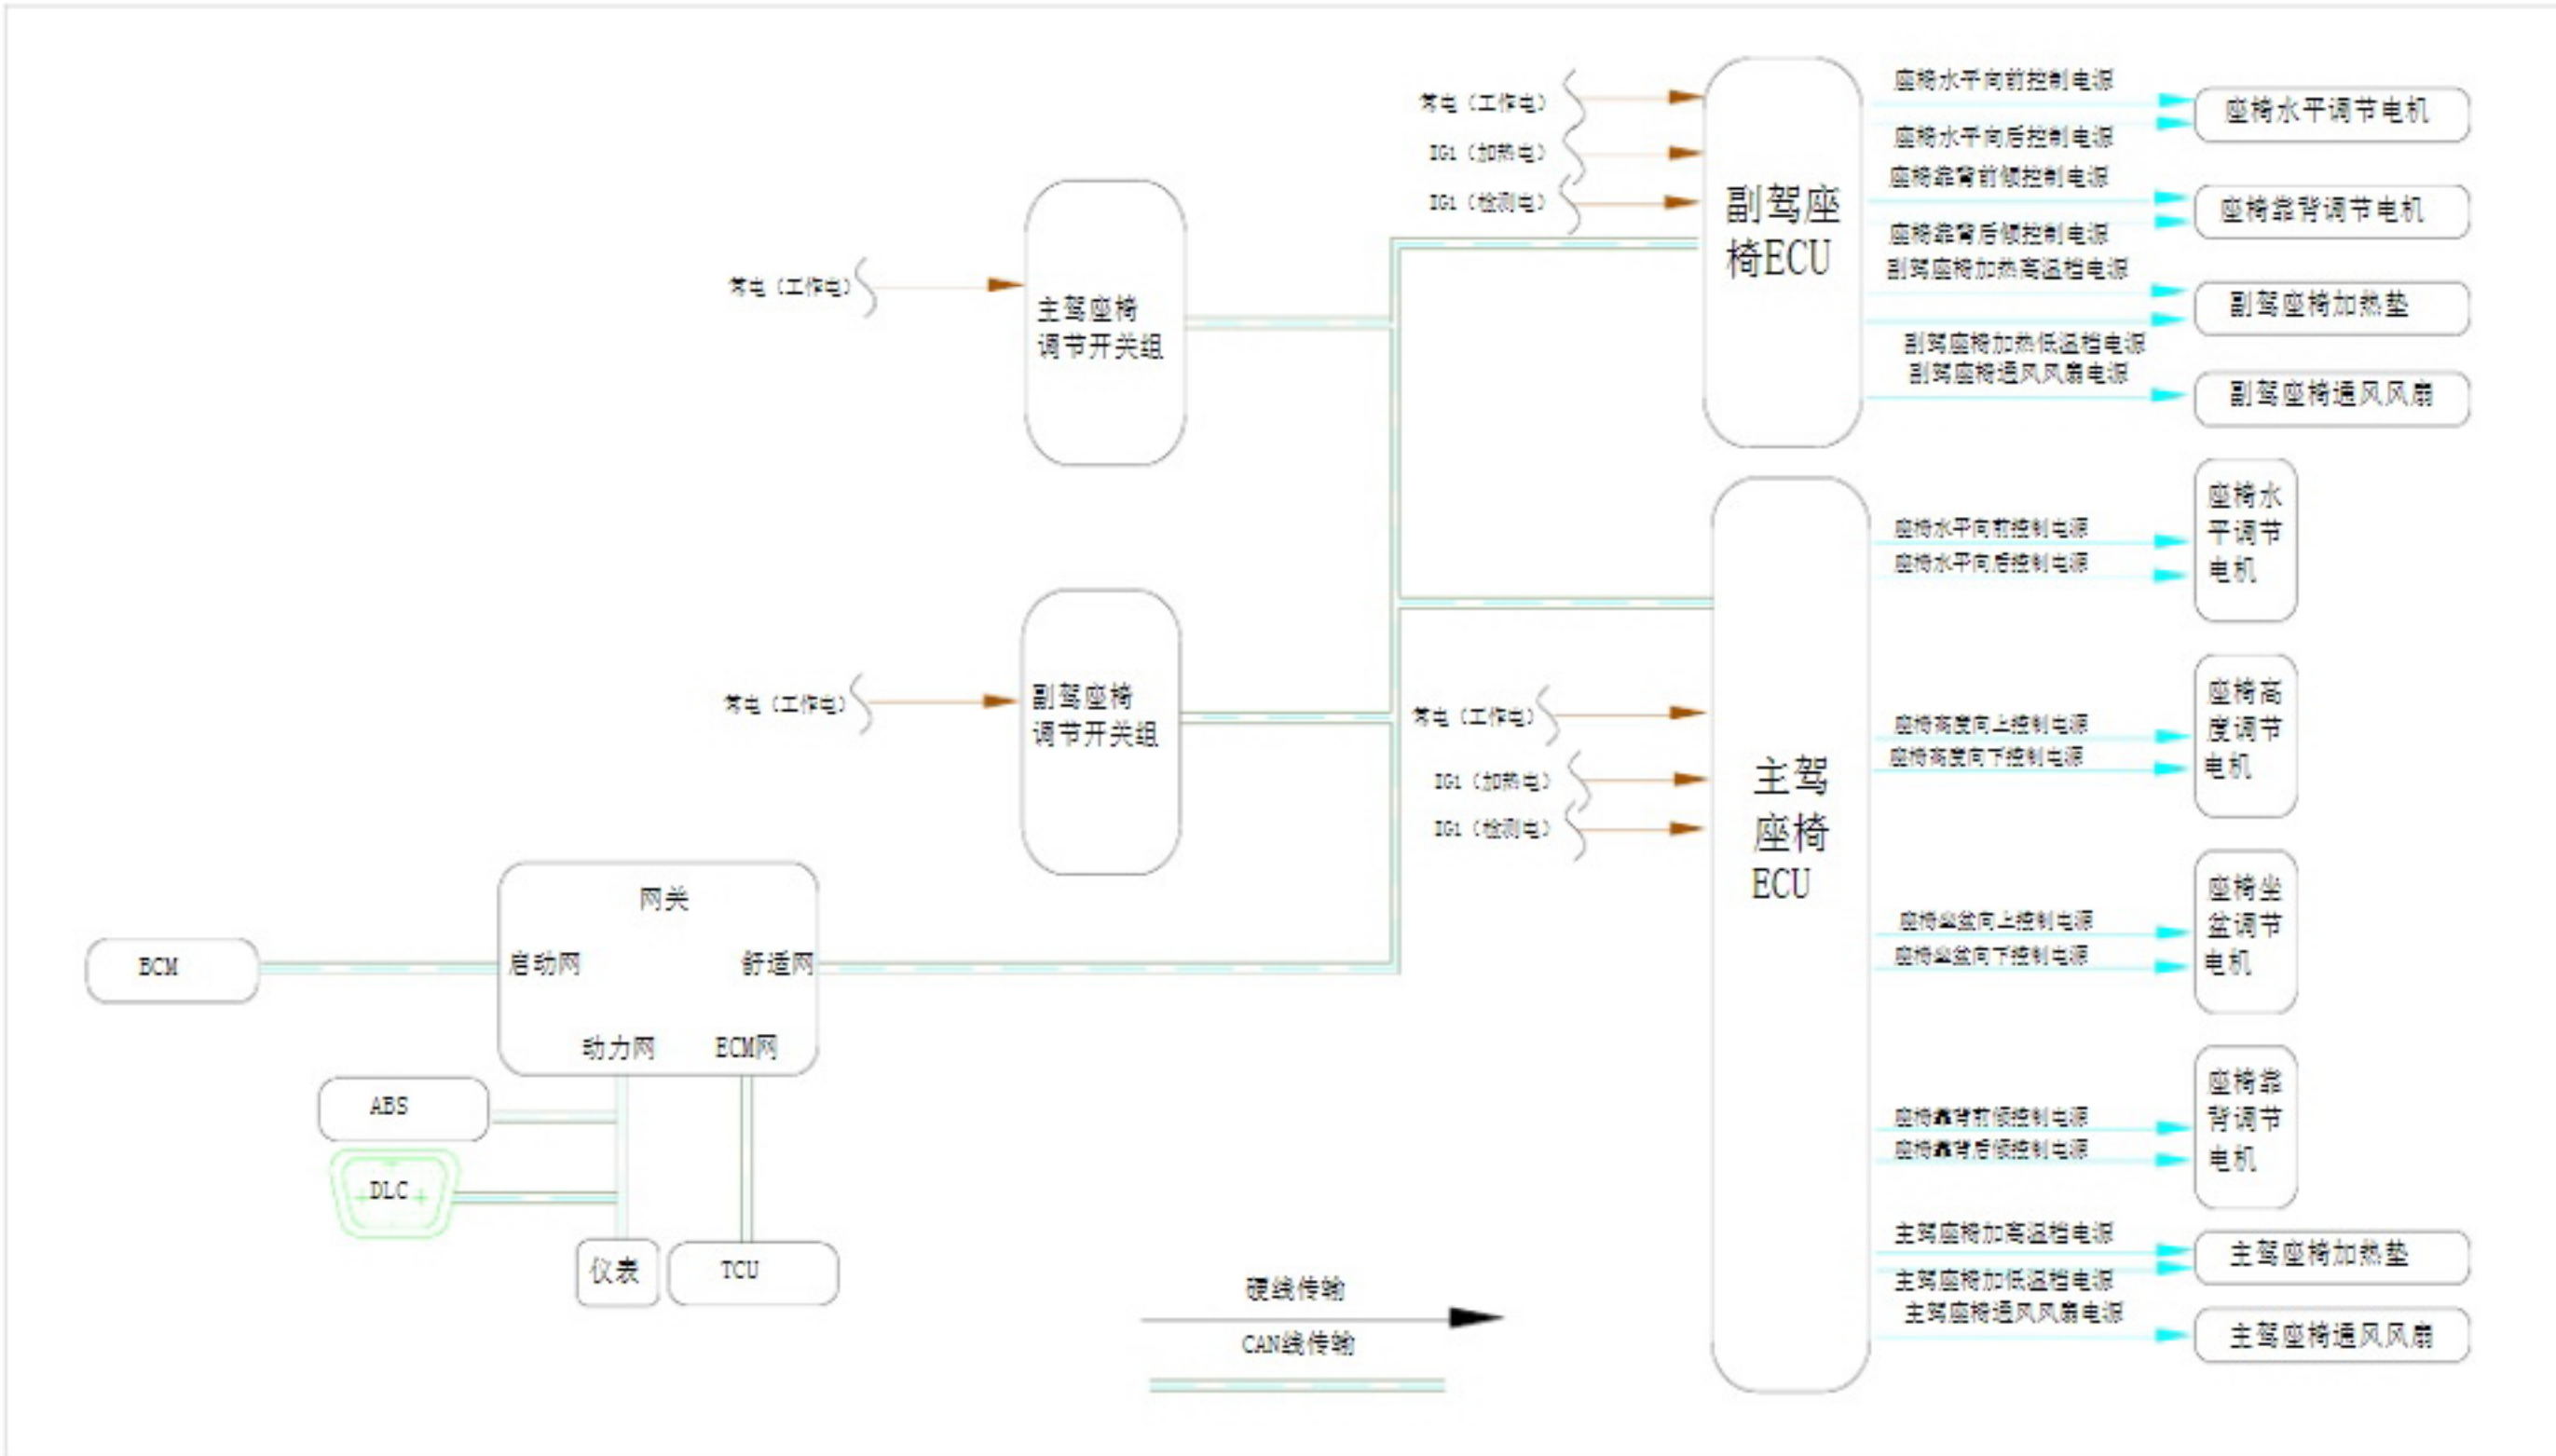 常电（工作电）
IG1（加热电）
IG1（检测电）
副驾座
椅ECU
座椅水平向前控制电源
座椅水平向后控制电源
座椅靠背前倾控制电源
座椅靠背后倾控制电源
副驾座椅加热高温档电源
副驾座椅加热低温档电源
副驾座椅通风风扇电源
座椅水平调节电机
座椅靠背调节电机
副驾座椅加热垫
副驾座椅通风风扇
常电（工作电）
主驾座椅
调节开关组
常电（工作电）
副驾座椅
调节开关组
常电（工作电）
IG1（加热电）
IG1（检测电）
主驾
座椅
ECU
座椅水平向前控制电源
座椅水平向后控制电源
座椅水
平调节
电机
座椅高度向上控制电源
座椅高度向下控制电源
座椅高
度调节
电机
座椅坐盆向上控制电源
座椅坐盆向下控制电源
座椅坐
盆调节
电机
座椅靠背前倾控制电源
座椅靠背后倾控制电源
座椅靠
背调节
电机
主驾座椅加高温档电源
主驾座椅加低温档电源
主驾座椅通风风扇电源
主驾座椅加热垫
主驾座椅通风风扇
网关
BCM
启动网
舒适网
动力网
ECM网
ABS
DLC
仪表
TCU
硬线传输
CAN线传输